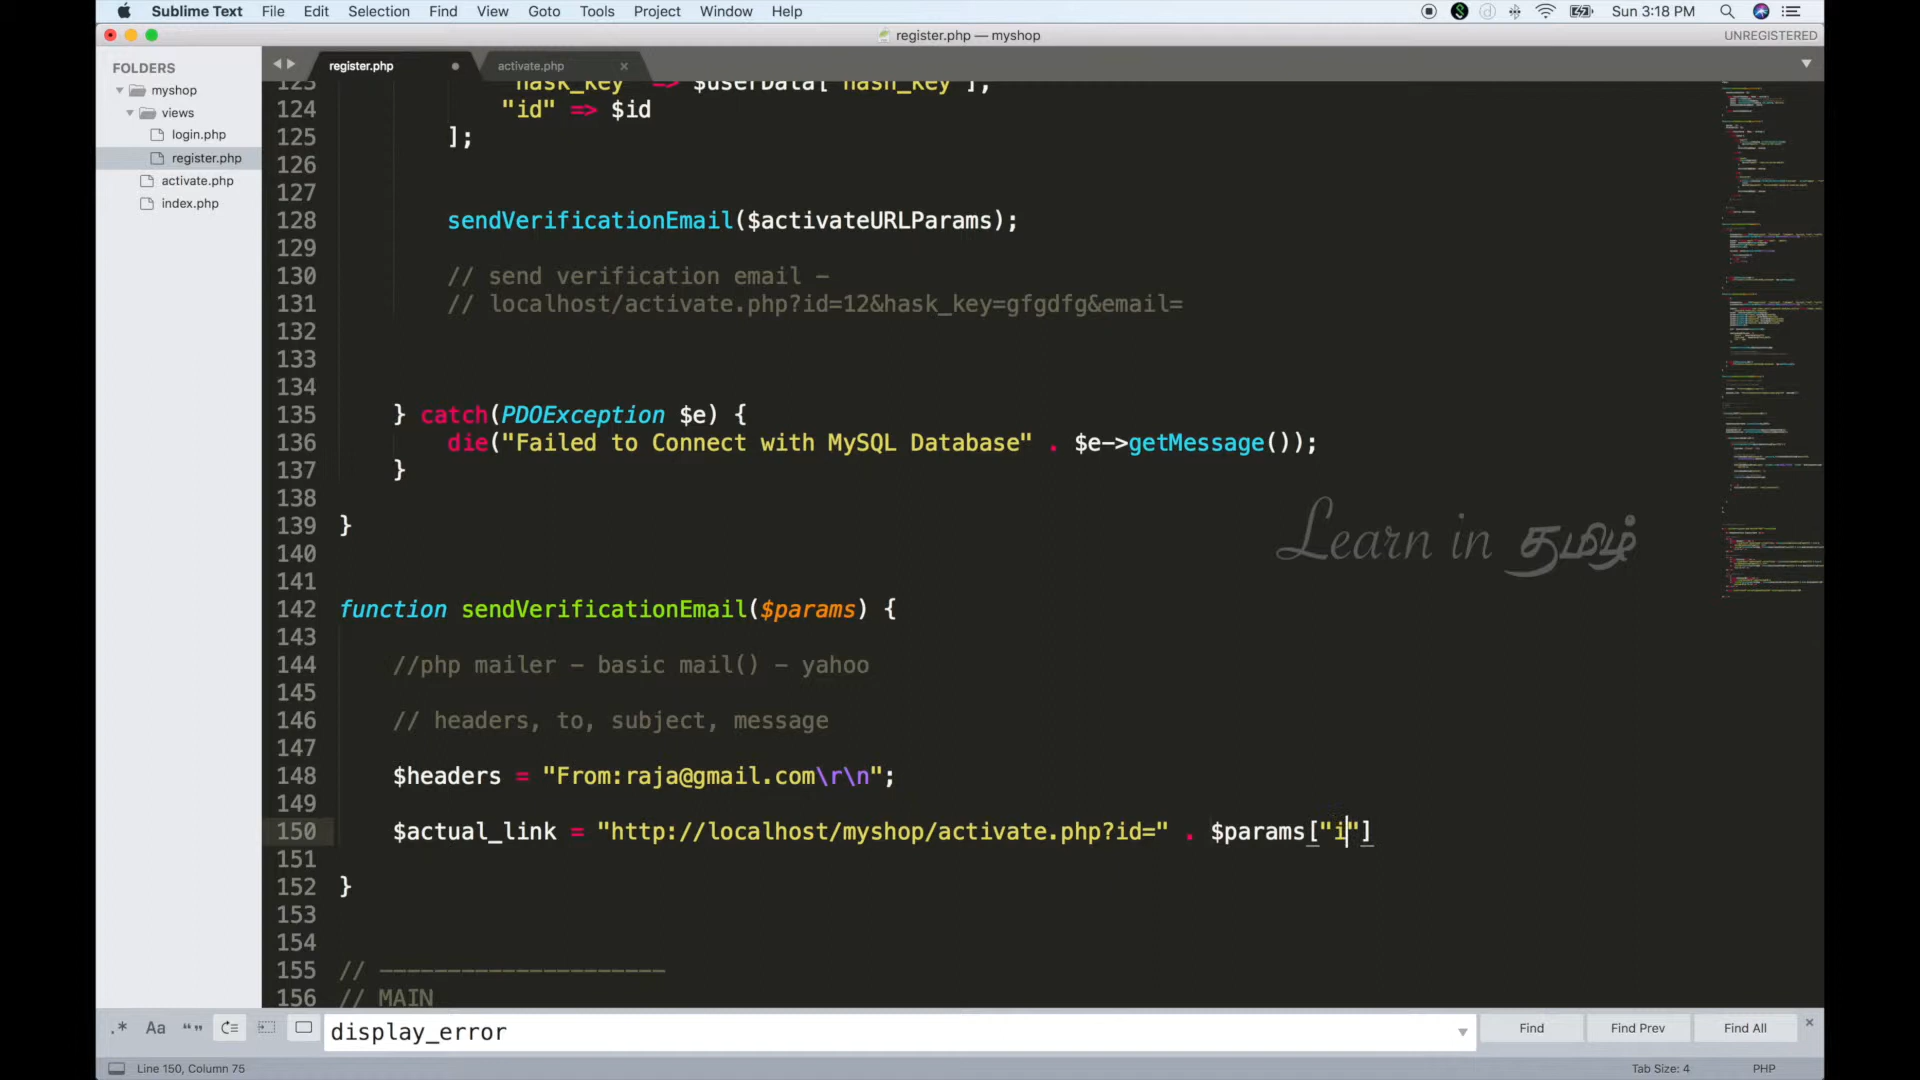 Sublime Text File Edit Selection Find View Goto Tools Project Window Help Sun 3:18 PM
register.php — myshop UNREGISTERED
FOLDERS
myshop
views
login.php
register.php
activate.php
index.php
register.php activate.php
123 "hask_key" => $userData["hash_key"],
124 "id" => $id
125 ];
126
127
128 sendVerificationEmail($activateURLParams);
129
130 // send verification email -
131 // localhost/activate.php?id=12&hask_key=gfgdfg&email=
132
133
134
135 } catch(PDOException $e) {
136 die("Failed to Connect with MySQL Database" . $e->getMessage());
137 }
138
139 }
140
141
142 function sendVerificationEmail($params) {
143
144 //php mailer - basic mail() - yahoo
145
146 // headers, to, subject, message
147
148 $headers = "From:raja@gmail.com\r\n";
149
150 $actual_link = "http://localhost/myshop/activate.php?id=" . $params["i"]
151
152 }
153
154
155 // ---------------------
156 // MAIN
Learn in தமிழ்
.* Aa “” display_error Find Find Prev Find All
Line 150, Column 75 Tab Size: 4 PHP